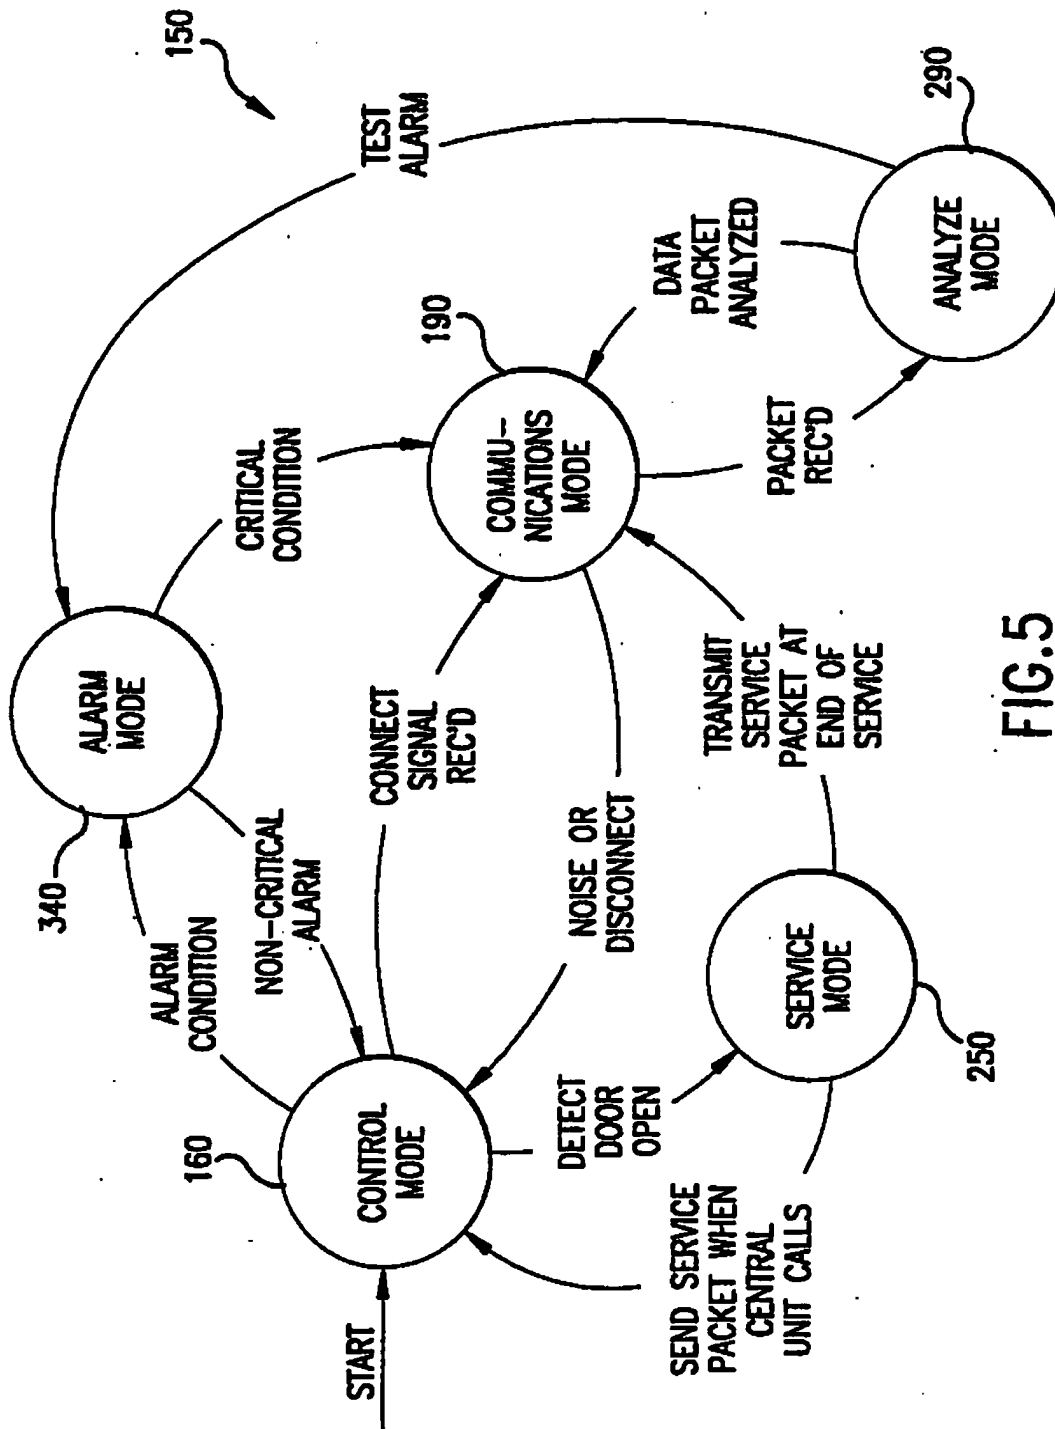 150
TEST
ALARM
340
ALARM
MODE
ALARM
CONDITION
NON-CRITICAL
ALARM
CRITICAL
CONDITION
160
CONTROL
MODE
START
CONNECT
SIGNAL
REC'D
190
COMMU-
NICATIONS
MODE
DATA
PACKET
ANALYZED
290
ANALYZE
MODE
PACKET
REC'D
NOISE OR
DISCONNECT
DETECT
DOOR
OPEN
SERVICE
MODE
250
TRANSMIT
SERVICE
PACKET AT
END OF
SERVICE
SEND SERVICE
PACKET WHEN
CENTRAL
UNIT CALLS
FIG.5